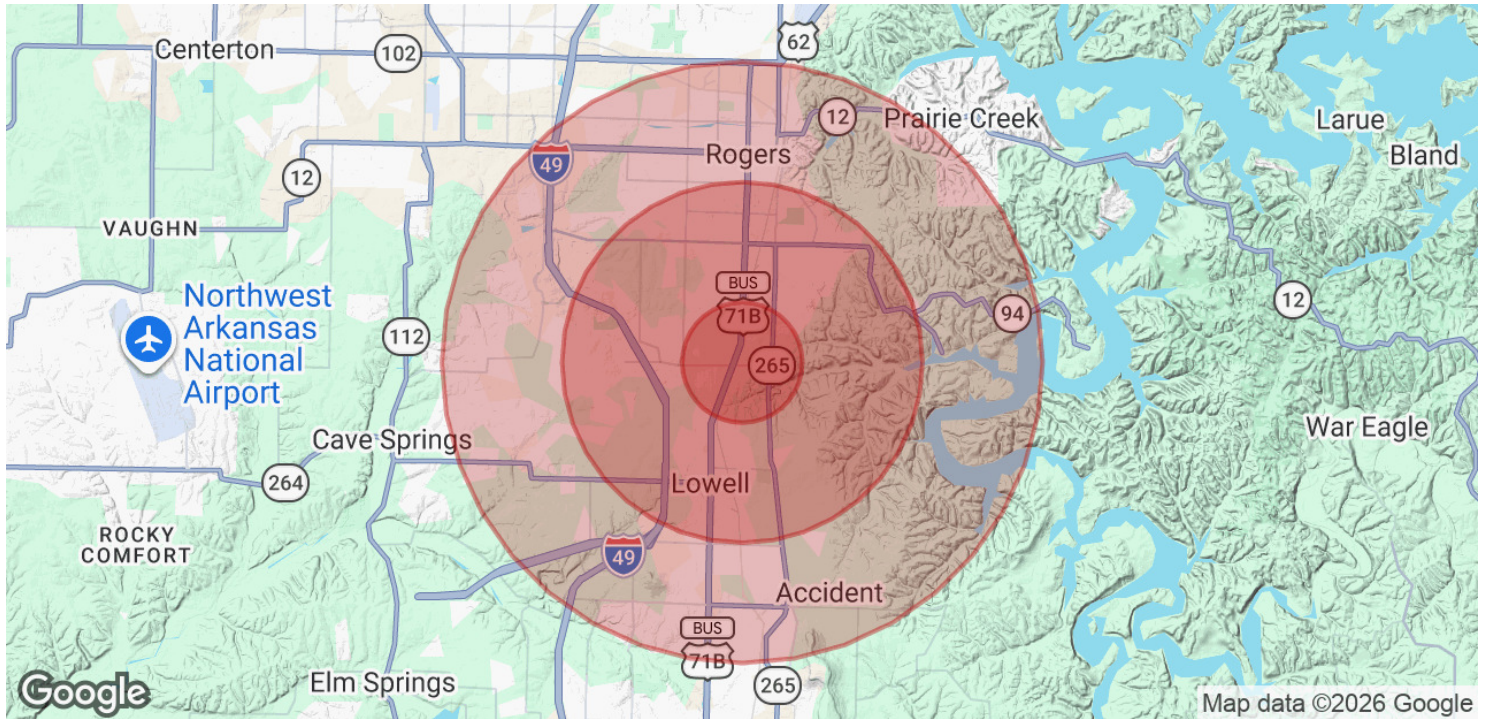 Centerton
102
62
12
Prairie Creek
Larue
Bland
49
Rogers
12
VAUGHN
BUS
71B
94
12
Northwest
Arkansas
National
Airport
112
265
Cave Springs
War Eagle
264
Lowell
ROCKY
COMFORT
49
Accident
BUS
71B
265
Elm Springs
Google
Map data ©2026 Google